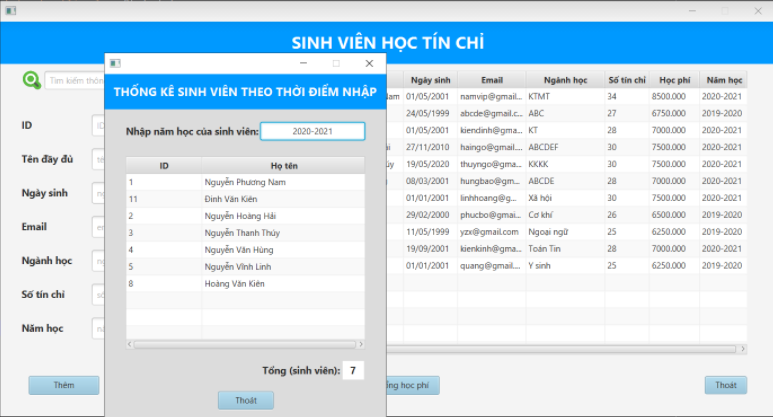 SINH VIÊN HỌC TÍN CHỈ
Tìm kiếm thôn
ID
Tên đầy đủ
Ngày sinh
Email
Ngành học
Số tín chỉ
Năm học
Thêm
THỐNG KÊ SINH VIÊN THEO THỜI ĐIỂM NHẬP
Nhập năm học của sinh viên: 2020-2021
ID Họ tên
1 Nguyễn Phương Nam
11 Đinh Văn Kiên
2 Nguyễn Hoàng Hải
3 Nguyễn Thanh Thúy
4 Nguyễn Văn Hùng
5 Nguyễn Vĩnh Linh
8 Hoàng Văn Kiên
Tổng (sinh viên): 7
Thoát
Ngày sinh Email Ngành học Số tín chỉ Học phí Năm học
am 01/05/2001 namvip@gmail... KTMT 34 8500.000 2020-2021
24/05/1999 abcde@gmail.c... ABC 27 6750.000 2019-2020
01/05/2001 kiendinh@gmai... KT 28 7000.000 2020-2021
27/11/2010 haingo@gmail.... ABCDEF 30 7500.000 2020-2021
19/05/2020 thuyngo@gma... KKKK 30 7500.000 2020-2021
08/03/2001 hungbao@gm... ABCDE 28 7000.000 2020-2021
01/01/2001 linhhoang@g... Xã hội 30 7500.000 2020-2021
29/02/2000 phucbo@gmai... Cơ khí 26 6500.000 2019-2020
11/05/1999 yzx@gmail.com Ngoại ngữ 25 6250.000 2019-2020
19/09/2001 kienkinh@gm... Toán Tin 28 7000.000 2020-2021
01/01/2001 quang@gmail.... Y sinh 25 6250.000 2019-2020
ng học phí
Thoát